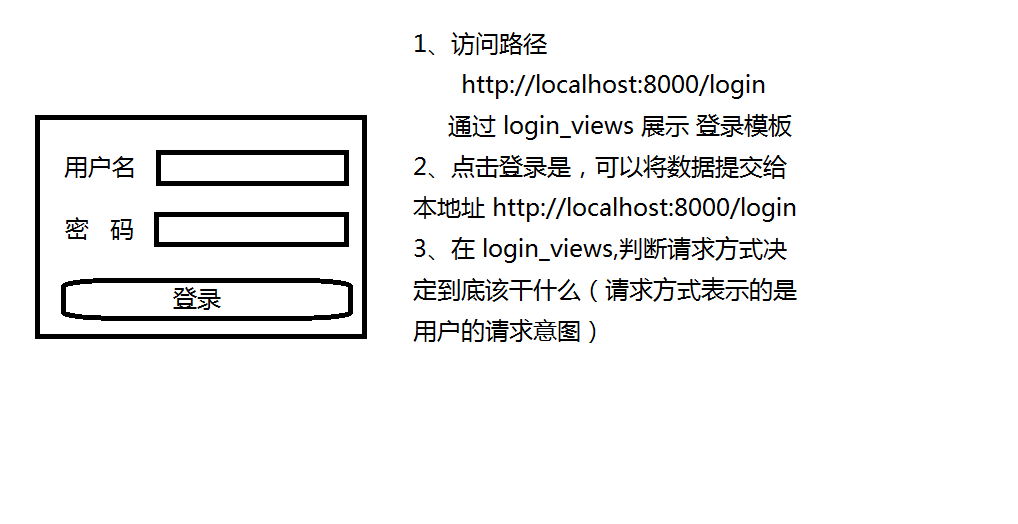 用户名
密 码
登录
1、访问路径
http://localhost:8000/login
通过 login_views 展示 登录模板
2、点击登录是，可以将数据提交给
本地址 http://localhost:8000/login
3、在 login_views,判断请求方式决
定到底该干什么（请求方式表示的是
用户的请求意图）